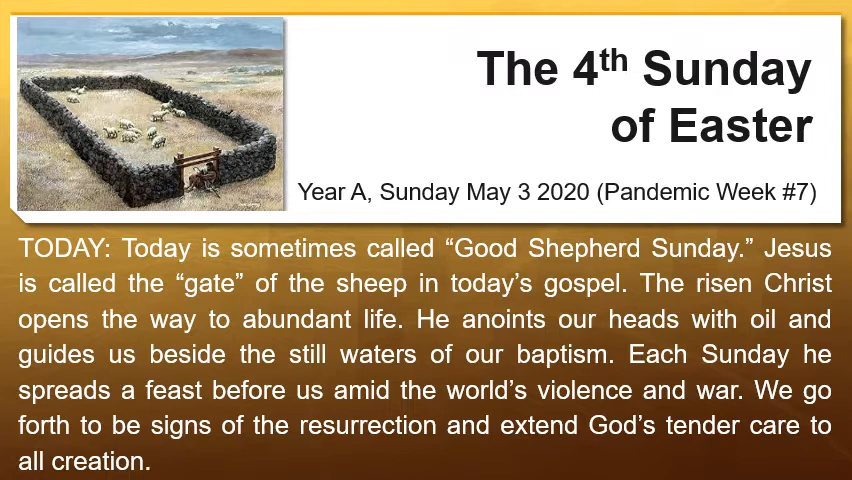 The 4th Sunday
of Easter
Year A, Sunday May 3 2020 (Pandemic Week #7)
TODAY: Today is sometimes called “Good Shepherd Sunday.” Jesus
is called the “gate” of the sheep in today’s gospel. The risen Christ
opens the way to abundant life. He anoints our heads with oil and
guides us beside the still waters of our baptism. Each Sunday he
spreads a feast before us amid the world’s violence and war. We go
forth to be signs of the resurrection and extend God’s tender care to
all creation.